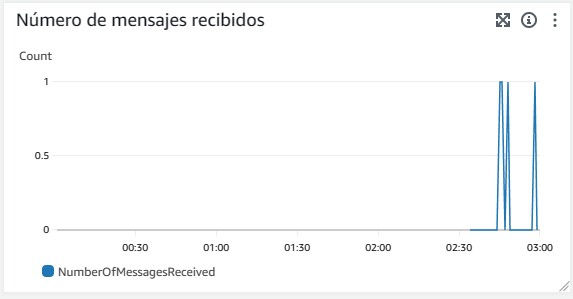 Número de mensajes recibidos
Count
1
0.5
0
00:30 01:00 01:30 02:00 02:30 03:00
NumberOfMessagesReceived